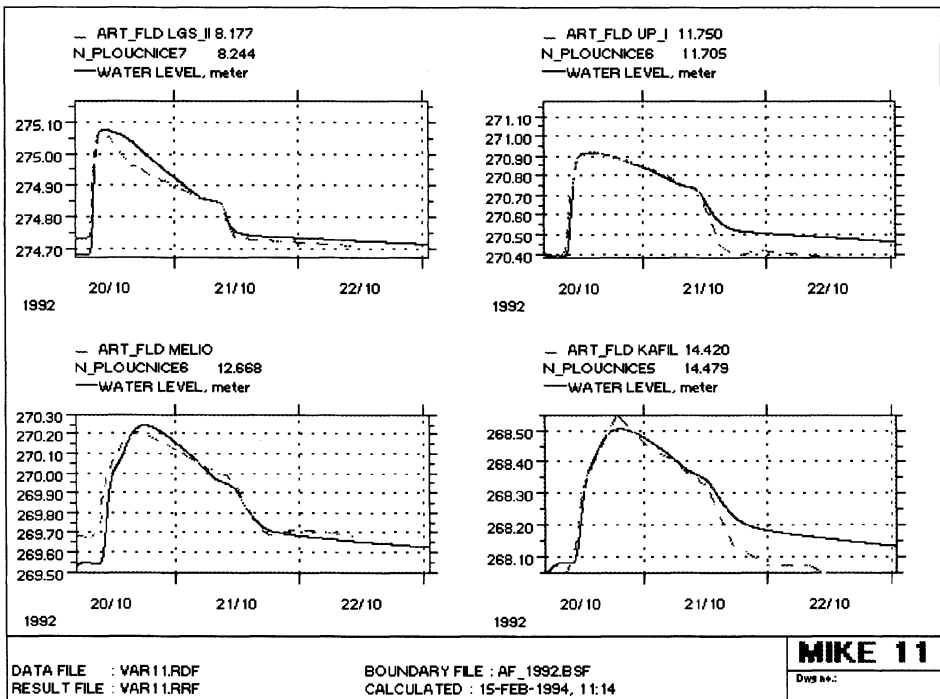 ART_FLD LGS_II 8.177
N_PLOUCNICE7 8.244
WATER LEVEL, meter
275.10
275.00
274.90
274.80
274.70
20/10 21/10 22/10
1992
ART_FLD UP_I 11.750
N_PLOUCNICE6 11.705
WATER LEVEL, meter
271.10
271.00
270.90
270.80
270.70
270.60
270.50
270.40
20/10 21/10 22/10
1992
ART_FLD MELIO
N_PLOUCNICE6 12.668
WATER LEVEL, meter
270.30
270.20
270.10
270.00
269.90
269.80
269.70
269.60
269.50
20/10 21/10 22/10
1992
ART_FLD KAFIL 14.420
N_PLOUCNICE5 14.479
WATER LEVEL, meter
268.50
268.40
268.30
268.20
268.10
20/10 21/10 22/10
1992
DATA FILE : VAR11.RDF
RESULT FILE : VAR11.RRF
BOUNDARY FILE : AF_1992.BSF
CALCULATED : 15-FEB-1994, 11:14
MIKE 11
Dwg no.: